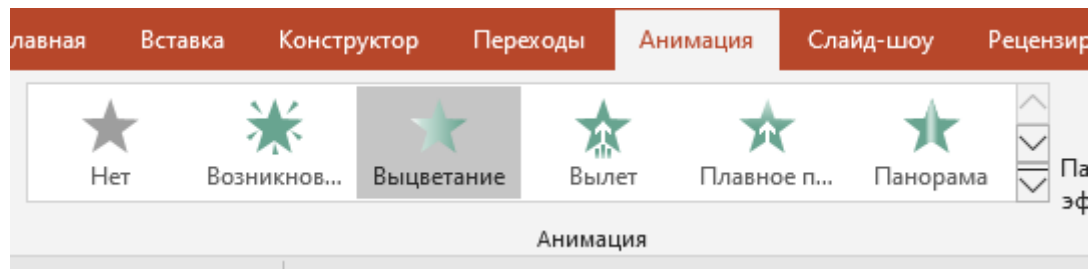 лавная Вставка Конструктор Переходы Анимация Слайд-шоу Рецензир
Нет Возникнов... Выцветание Вылет Плавное п... Панорама Па
эф
Анимация